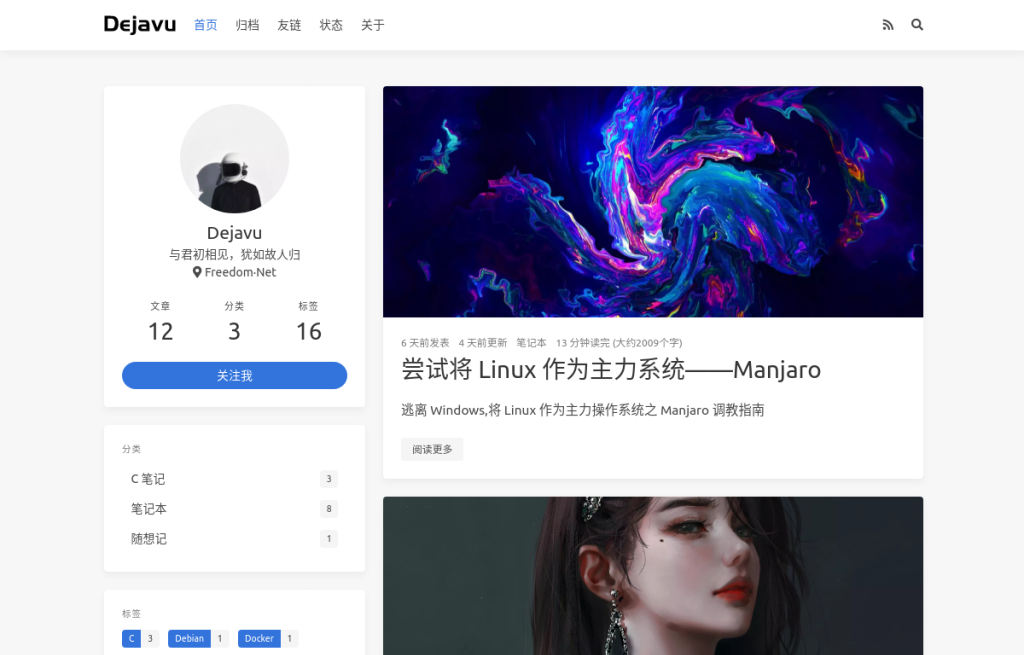 Dejavu 首页 归档 友链 状态 关于
Dejavu
与君初相见，犹如故人归
Freedom·Net
文章 分类 标签
12 3 16
关注我
分类
C 笔记 3
笔记本 8
随想记 1
标签
C 3 Debian 1 Docker 1
6 天前发表 4 天前更新 笔记本 13 分钟读完 (大约2009个字)
尝试将 Linux 作为主力系统——Manjaro
逃离 Windows,将 Linux 作为主力操作系统之 Manjaro 调教指南
阅读更多